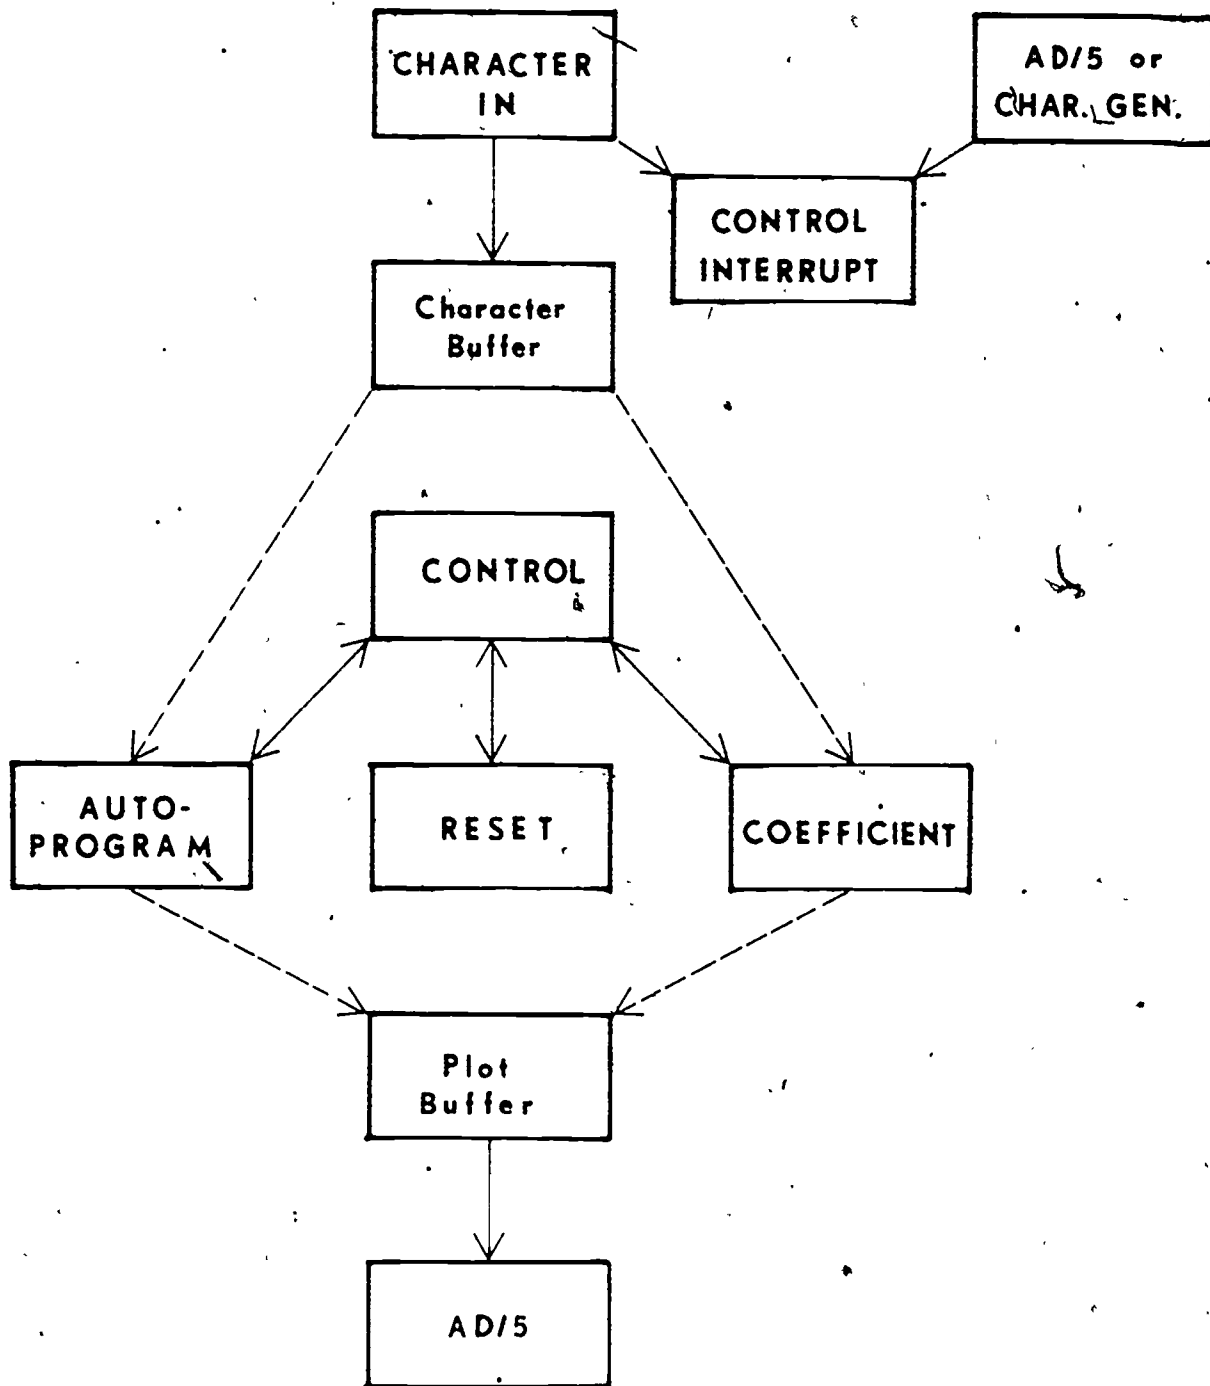 CHARACTER
IN
AD/5 or
CHAR. GEN.
CONTROL
INTERRUPT
Character
Buffer
CONTROL
AUTO-
PROGRAM
RESET
COEFFICIENT
Plot
Buffer
AD/5